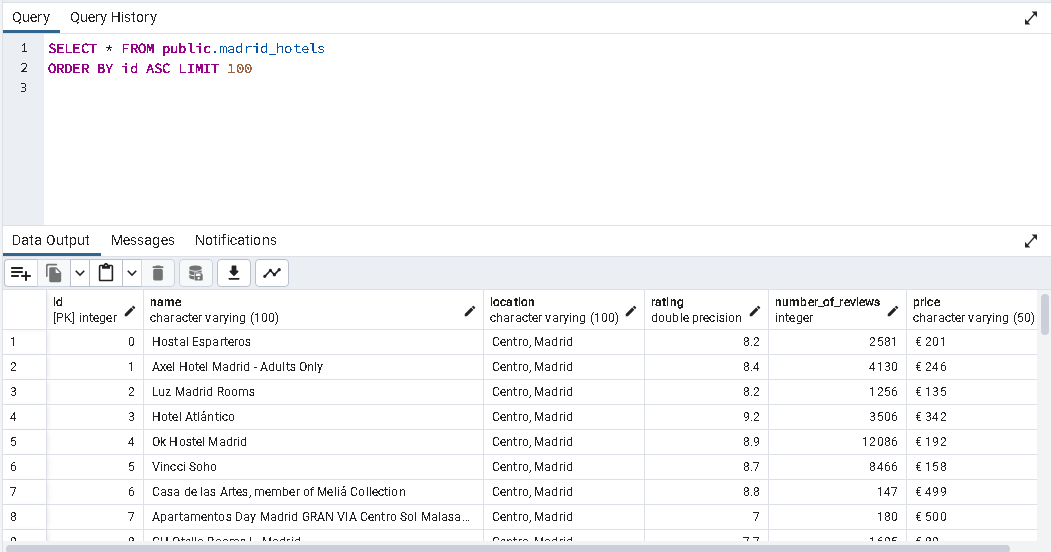 Query Query History
1 SELECT * FROM public.madrid_hotels
2 ORDER BY id ASC LIMIT 100
3
Data Output Messages Notifications
id name location rating number_of_reviews price
[PK] integer character varying (100) character varying (100) double precision integer character varying (50)
1 0 Hostal Esparteros Centro, Madrid 8.2 2581 € 201
2 1 Axel Hotel Madrid - Adults Only Centro, Madrid 8.4 4130 € 246
3 2 Luz Madrid Rooms Centro, Madrid 8.2 1256 € 135
4 3 Hotel Atlántico Centro, Madrid 9.2 3506 € 342
5 4 Ok Hostel Madrid Centro, Madrid 8.9 12086 € 192
6 5 Vincci Soho Centro, Madrid 8.7 8466 € 158
7 6 Casa de las Artes, member of Meliá Collection Centro, Madrid 8.8 147 € 499
8 7 Apartamentos Day Madrid GRAN VIA Centro Sol Malasa... Centro, Madrid 7 180 € 500
Centro, Madrid